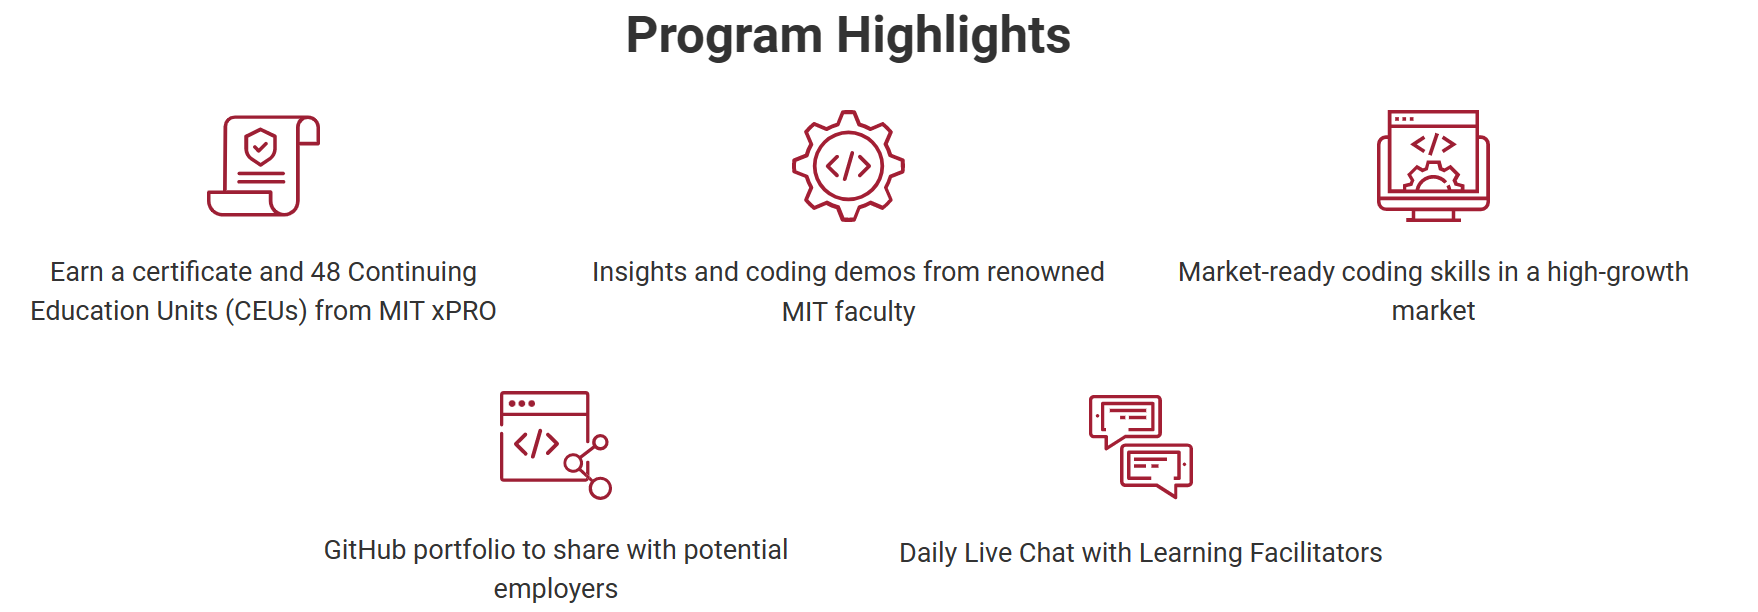 Program Highlights
Earn a certificate and 48 Continuing
Education Units (CEUs) from MIT xPRO
Insights and coding demos from renowned
MIT faculty
Market-ready coding skills in a high-growth
market
GitHub portfolio to share with potential
employers
Daily Live Chat with Learning Facilitators